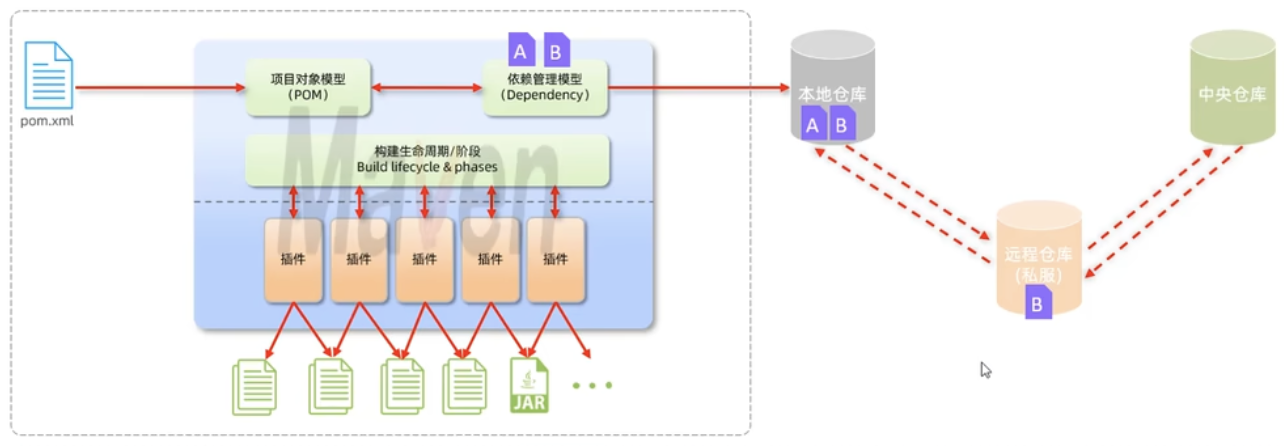 A B
项目对象模型
(POM)
依赖管理模型
(Dependency)
pom.xml
本地仓库
A B
中央仓库
构建生命周期/阶段
Build lifecycle & phases
Maven
插件
插件
插件
插件
插件
远程仓库
(私服)
B
JAR